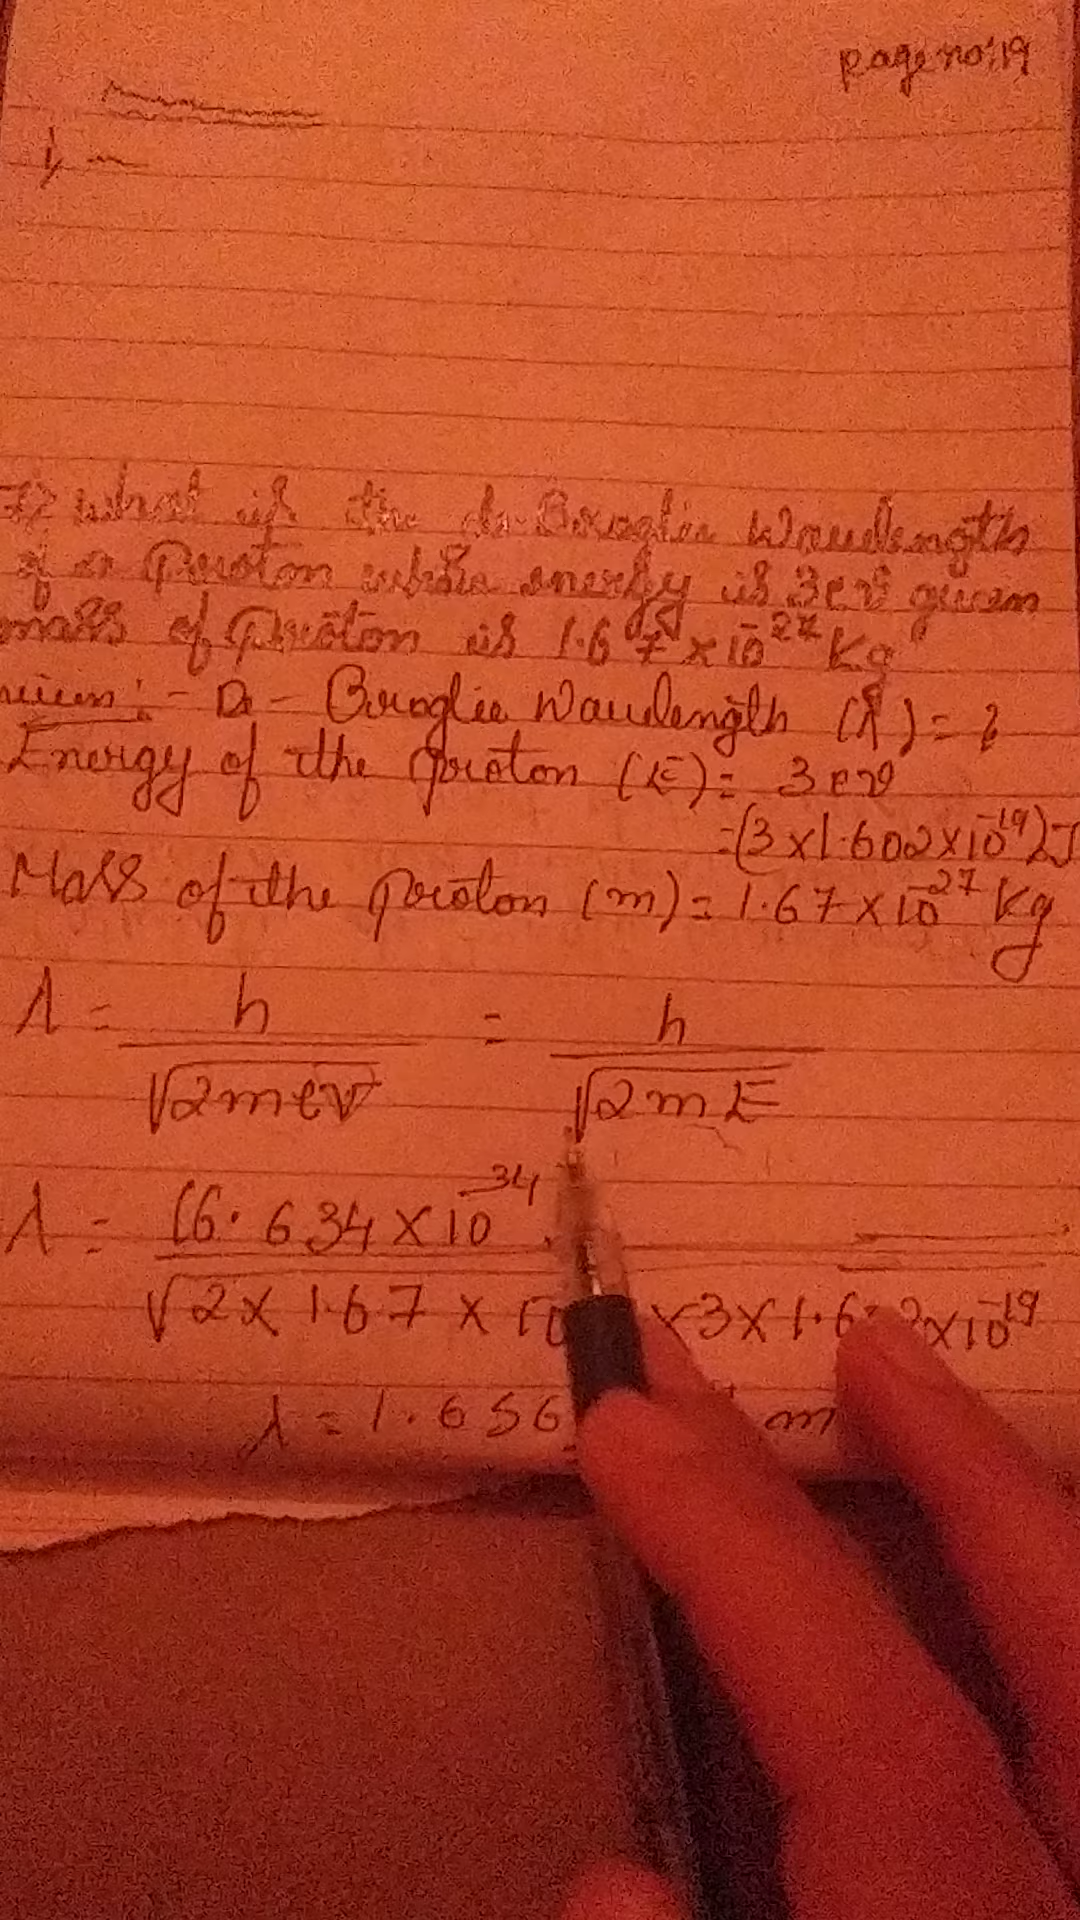 page no:19
1,
what is the de-Broglie Wavelength
of a Proton whose energy is 3ev given
mass of Proton is 1.67 × 10⁻²⁷ Kg
:- De - Broglie Wavelength (λ) = ?
Energy of the proton (E) = 3ev
=(3×1.602×10⁻¹⁹)J
Mass of the proton (m) = 1.67 × 10⁻²⁷ Kg
λ = h / √2mev = h / √2mE
λ = (6.634×10⁻³⁴
√2 × 1.67 × ×3×1.6 ×10⁻¹⁹
λ = 1.656 m